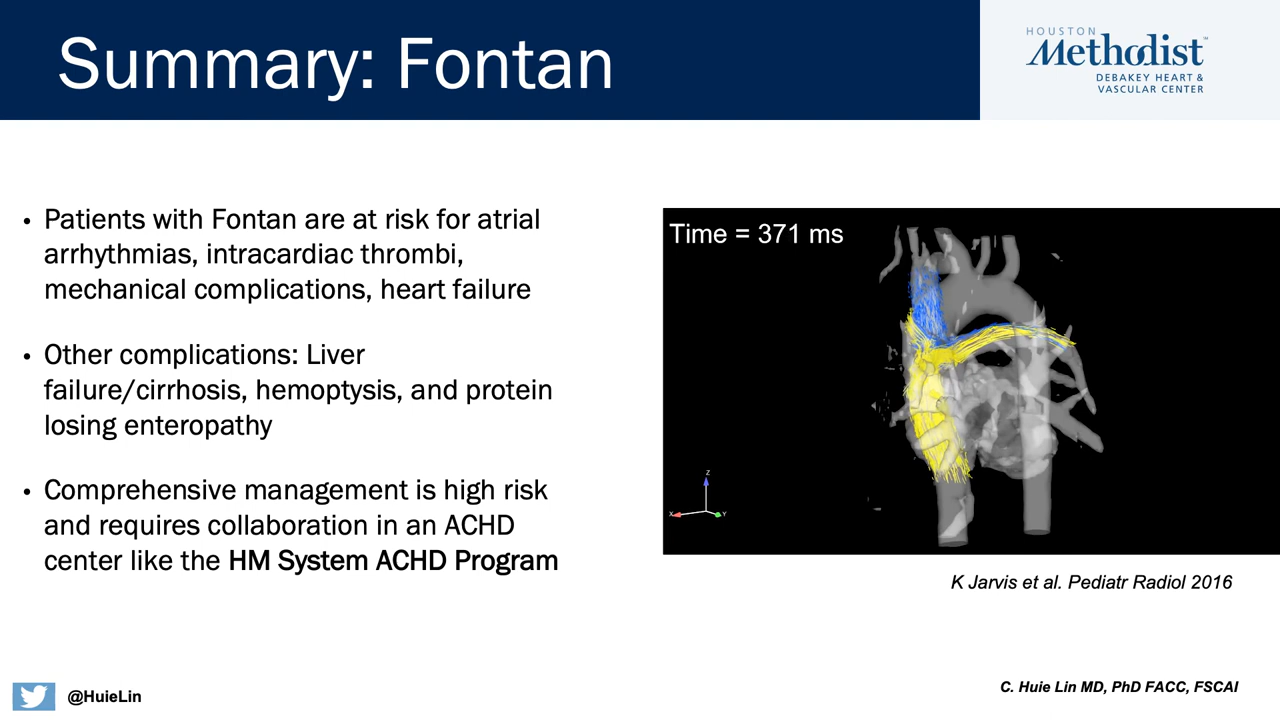 Summary: Fontan
HOUSTON
Methodist™
DEBAKEY HEART &
VASCULAR CENTER
• Patients with Fontan are at risk for atrial
arrhythmias, intracardiac thrombi,
mechanical complications, heart failure
• Other complications: Liver
failure/cirrhosis, hemoptysis, and protein
losing enteropathy
• Comprehensive management is high risk
and requires collaboration in an ACHD
center like the HM System ACHD Program
Time = 371 ms
Z
X
Y
K Jarvis et al. Pediatr Radiol 2016
@HuieLin
C. Huie Lin MD, PhD FACC, FSCAI